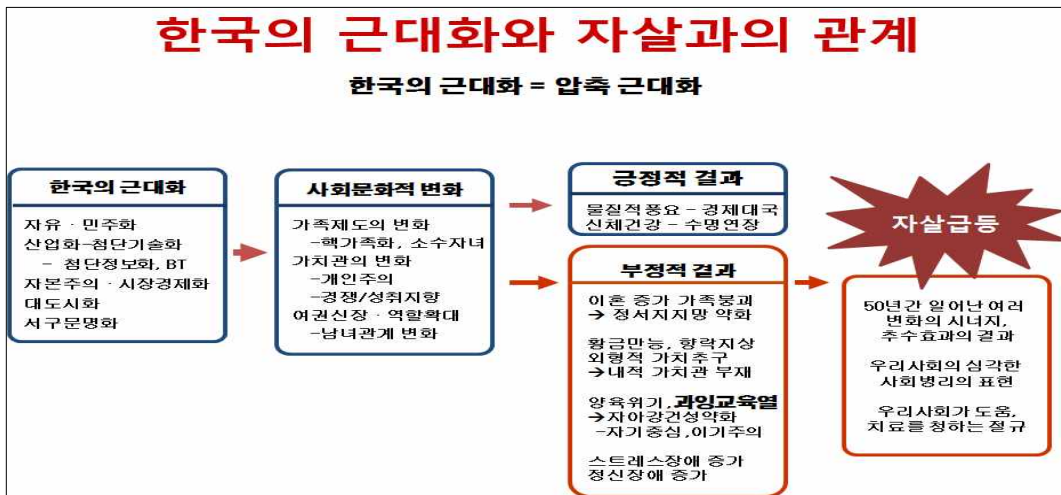 한국의 근대화와 자살과의 관계
한국의 근대화 = 압축 근대화
한국의 근대화
자유 · 민주화
산업화-첨단기술화
- 첨단정보화, BT
자본주의 · 시장경제화
대도시화
서구문명화
사회문화적 변화
가족제도의 변화
-핵가족화, 소수자녀
가치관의 변화
-개인주의
-경쟁/성취지향
여권신장 · 역할확대
-남녀관계 변화
긍정적 결과
물질적풍요 - 경제대국
신체건강 - 수명연장
부정적 결과
이혼 증가 가족붕괴
→ 정서지지망 약화
황금만능, 향락지상
외형적 가치추구
→내적 가치관 부재
양육위기, 과잉교육열
→자아강건성약화
-자기중심,이기주의
스트레스장애 증가
정신장애 증가
자살급등
50년간 일어난 여러
변화의 시너지,
추수효과의 결과
우리사회의 심각한
사회병리의 표현
우리사회가 도움,
치료를 청하는 절규